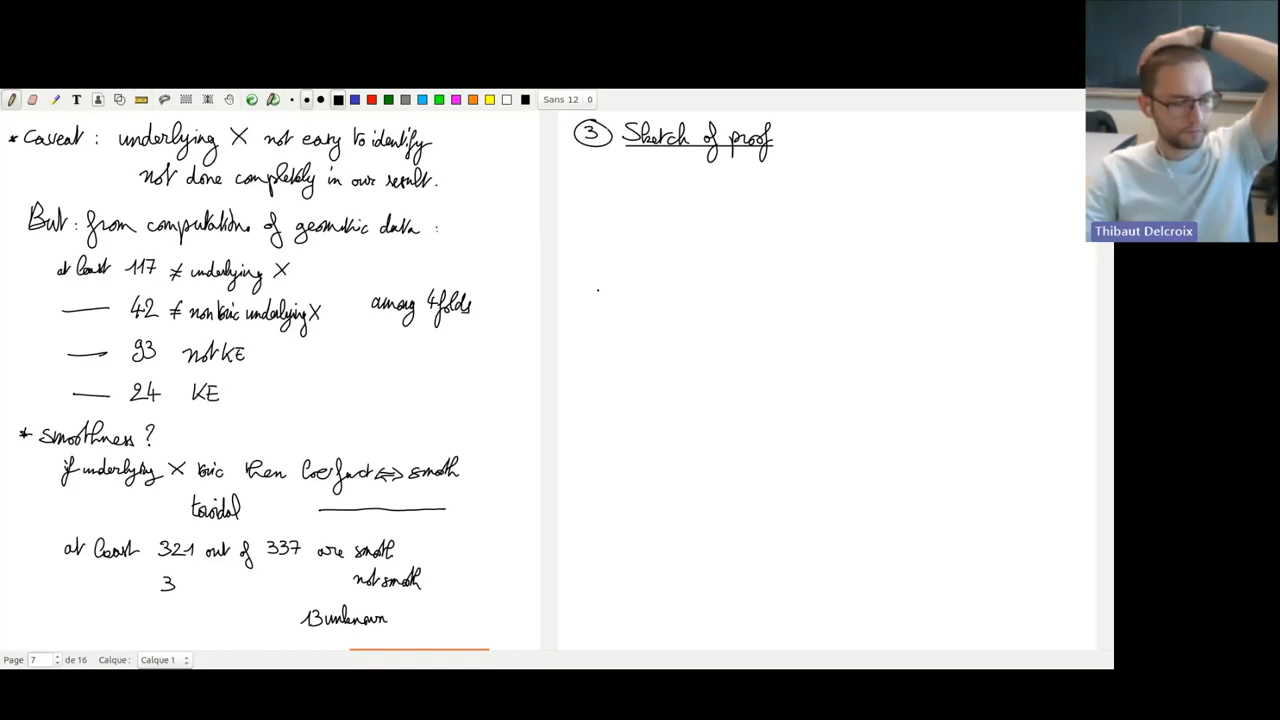 Sans 12 0
* Caveat : underlying X not easy to identify
not done completely in our result.
But : from computations of geometric data :
at least 117 ≠ underlying X
— 42 ≠ non toric underlying X among 4folds
— 93 not KE
— 24 KE
* smoothness ?
if underlying X toric then loc fact ⇔ smooth
toroidal —
at least 321 out of 337 are smooth
3 not smooth
13 unknown
③ Sketch of proof
Thibaut Delcroix
Page 7 de 16 Calque : Calque 1